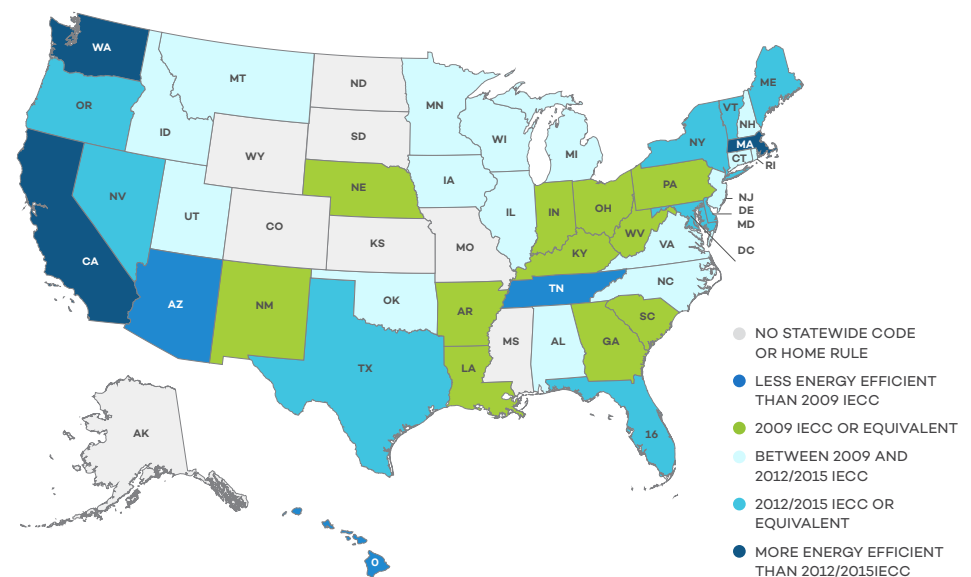 WA
MT
ND
MN
ME
OR
ID
SD
WI
MI
VT
NH
NY
MA
CT
RI
WY
NE
IA
PA
NV
UT
CO
KS
MO
IL
IN
OH
WV
KY
VA
NJ
DE
MD
DC
CA
AZ
NM
OK
AR
TN
NC
SC
TX
LA
MS
AL
GA
16
AK
0
NO STATEWIDE CODE
OR HOME RULE
LESS ENERGY EFFICIENT
THAN 2009 IECC
2009 IECC OR EQUIVALENT
BETWEEN 2009 AND
2012/2015 IECC
2012/2015 IECC OR
EQUIVALENT
MORE ENERGY EFFICIENT
THAN 2012/2015IECC